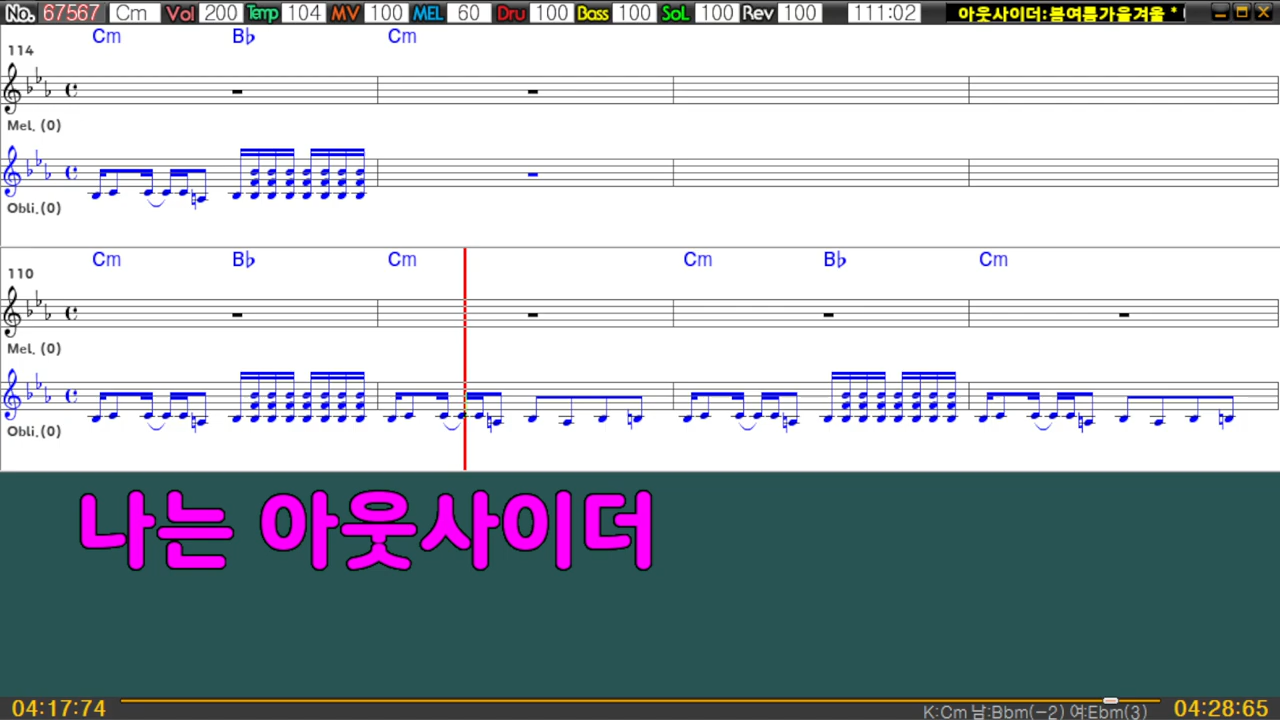 No. 67567 Cm Vol 200 Temp 104 MV 100 MEL 60 Dru 100 Bass 100 SoL 100 Rev 100 111:02 아웃사이더:봄여름가을겨울 *
Cm B♭ Cm
114
Mel. (0)
Obli.(0)
Cm B♭ Cm Cm B♭ Cm
110
Mel. (0)
Obli.(0)
나는 아웃사이더
04:17:74 K:Cm 남:Bbm(-2) 여:Ebm(3) 04:28:65